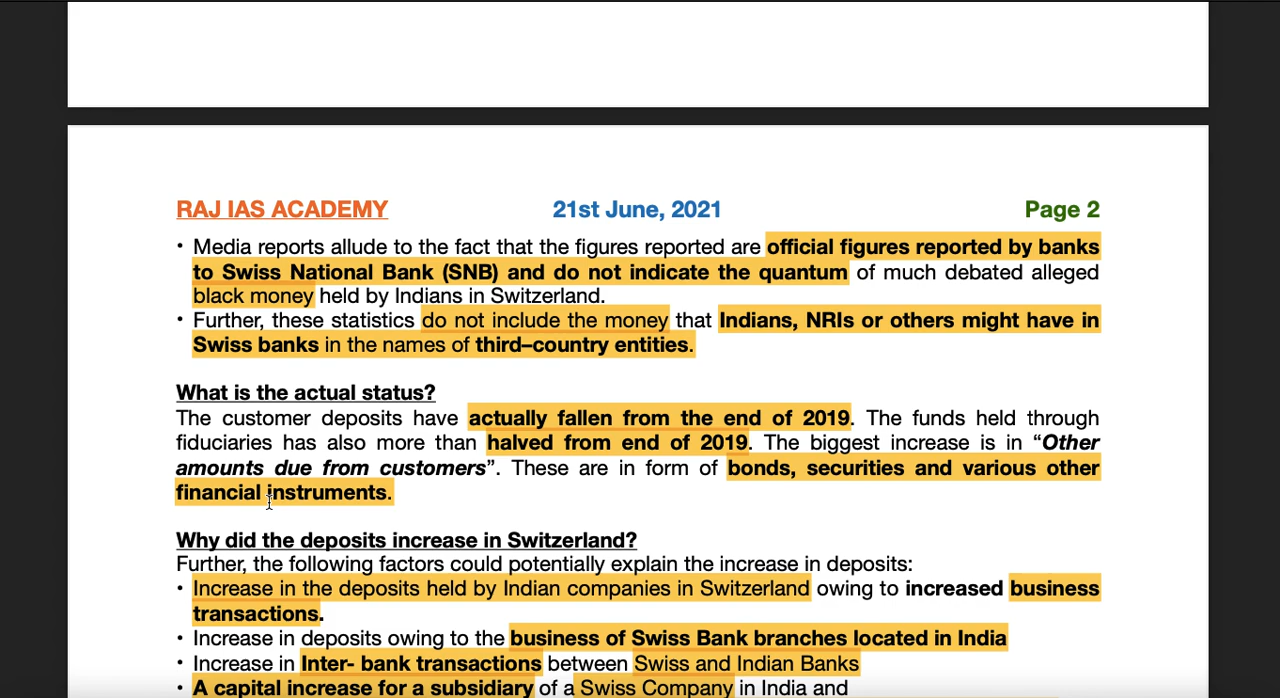 RAJ IAS ACADEMY 21st June, 2021 Page 2
• Media reports allude to the fact that the figures reported are official figures reported by banks
to Swiss National Bank (SNB) and do not indicate the quantum of much debated alleged
black money held by Indians in Switzerland.
• Further, these statistics do not include the money that Indians, NRIs or others might have in
Swiss banks in the names of third–country entities.
What is the actual status?
The customer deposits have actually fallen from the end of 2019. The funds held through
fiduciaries has also more than halved from end of 2019. The biggest increase is in “Other
amounts due from customers”. These are in form of bonds, securities and various other
financial instruments.
Why did the deposits increase in Switzerland?
Further, the following factors could potentially explain the increase in deposits:
• Increase in the deposits held by Indian companies in Switzerland owing to increased business
transactions.
• Increase in deposits owing to the business of Swiss Bank branches located in India
• Increase in Inter- bank transactions between Swiss and Indian Banks
• A capital increase for a subsidiary of a Swiss Company in India and